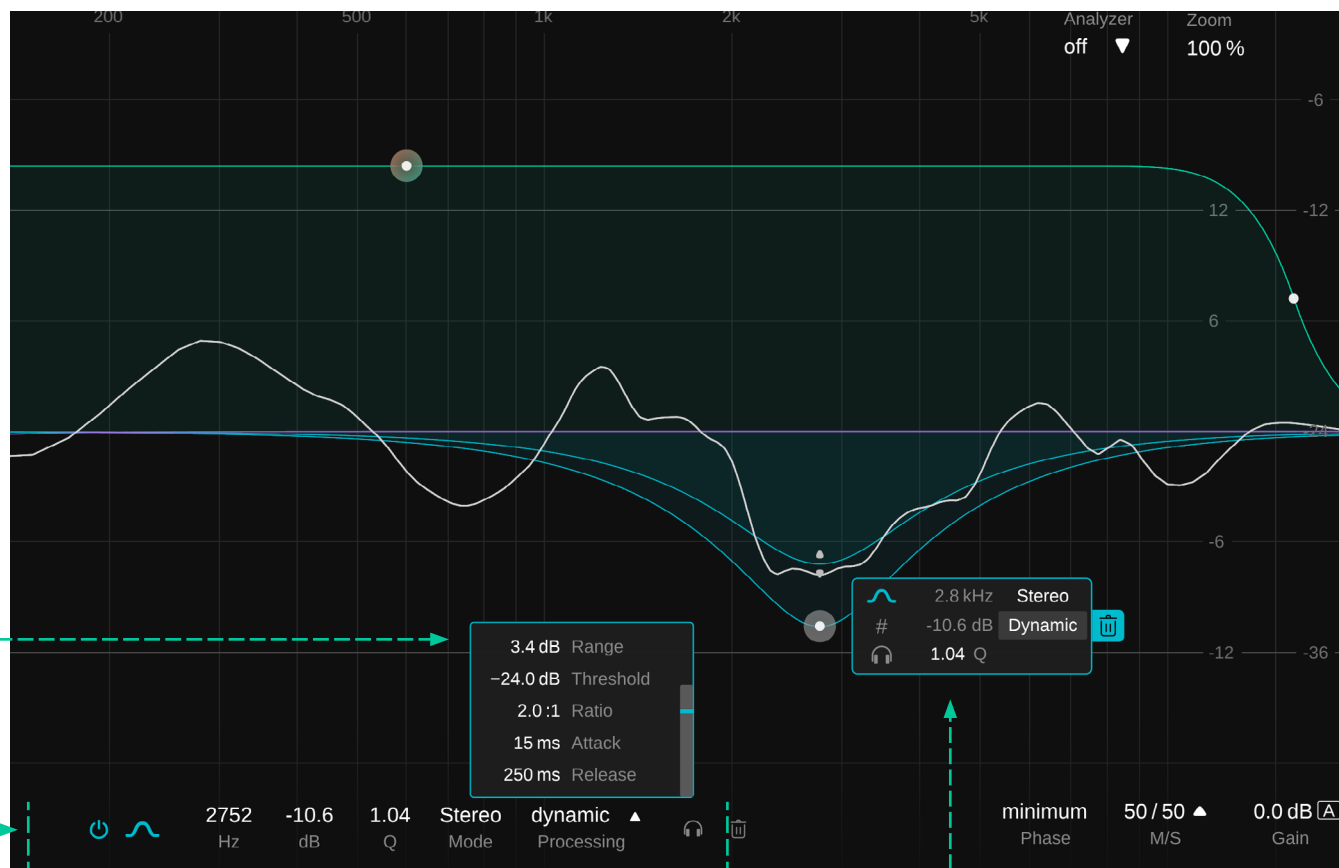 200 500 1k 2k 5k
Analyzer Zoom
off 100 %
-6
12 -12
6
-24
-6
2.8 kHz Stereo
# -10.6 dB Dynamic
1.04 Q
-12 -36
3.4 dB Range
−24.0 dB Threshold
2.0 :1 Ratio
15 ms Attack
250 ms Release
2752 -10.6 1.04 Stereo dynamic minimum 50 / 50 0.0 dB A
Hz dB Q Mode Processing Phase M/S Gain